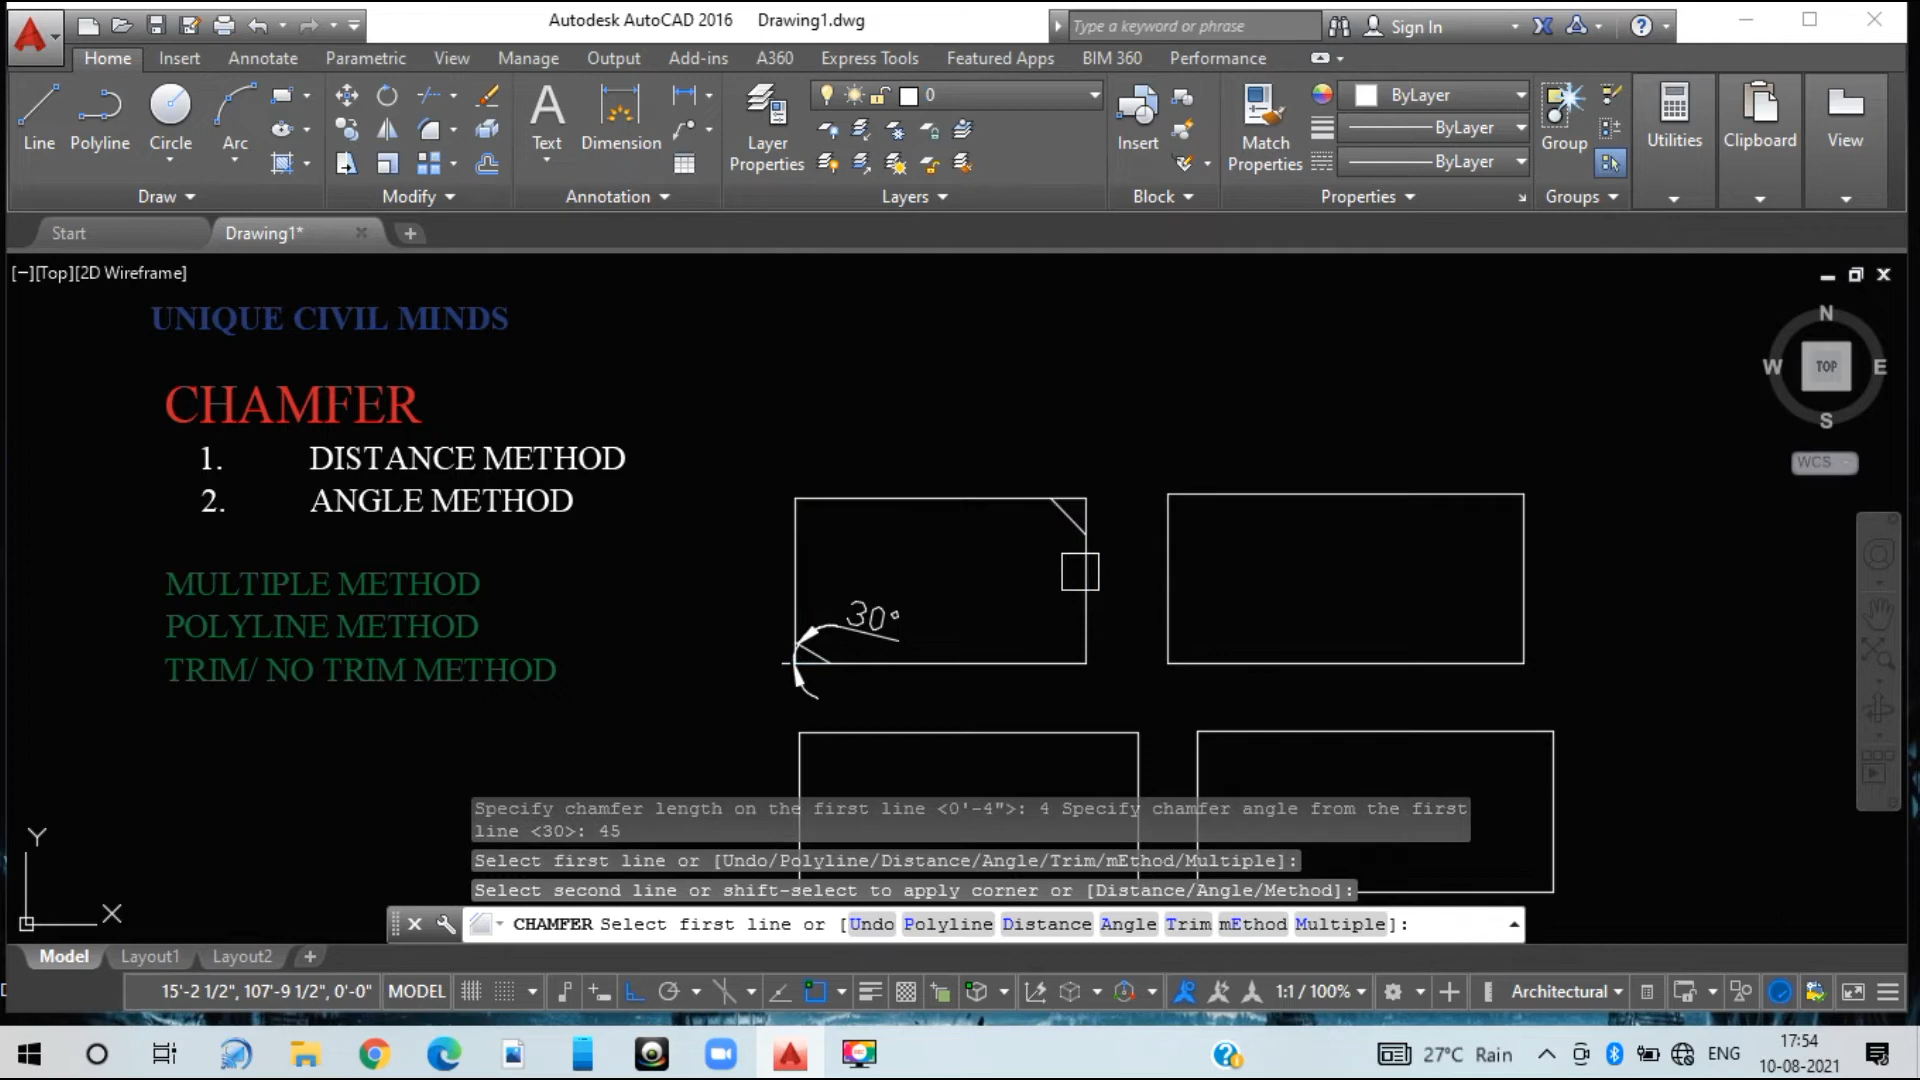 Autodesk AutoCAD 2016 Drawing1.dwg
Type a keyword or phrase
Sign In
Home Insert Annotate Parametric View Manage Output Add-ins A360 Express Tools Featured Apps BIM 360 Performance
0
ByLayer
ByLayer
ByLayer
Line Polyline Circle Arc Text Dimension Layer Properties Insert Match Properties Group Utilities Clipboard View
Draw Modify Annotation Layers Block Properties Groups
Start Drawing1*
[−][Top][2D Wireframe]
UNIQUE CIVIL MINDS
CHAMFER
1. DISTANCE METHOD
2. ANGLE METHOD
MULTIPLE METHOD
POLYLINE METHOD
TRIM/ NO TRIM METHOD
30°
N
W TOP E
S
WCS
Specify chamfer length on the first line <0'-4">: 4 Specify chamfer angle from the first
line <30>: 45
Select first line or [Undo/Polyline/Distance/Angle/Trim/mEthod/Multiple]:
Select second line or shift-select to apply corner or [Distance/Angle/Method]:
CHAMFER Select first line or [Undo Polyline Distance Angle Trim mEthod Multiple]:
Y
X
Model Layout1 Layout2
15'-2 1/2", 107'-9 1/2", 0'-0" MODEL 1:1 / 100% Architectural
27°C Rain ENG
17:54
10-08-2021